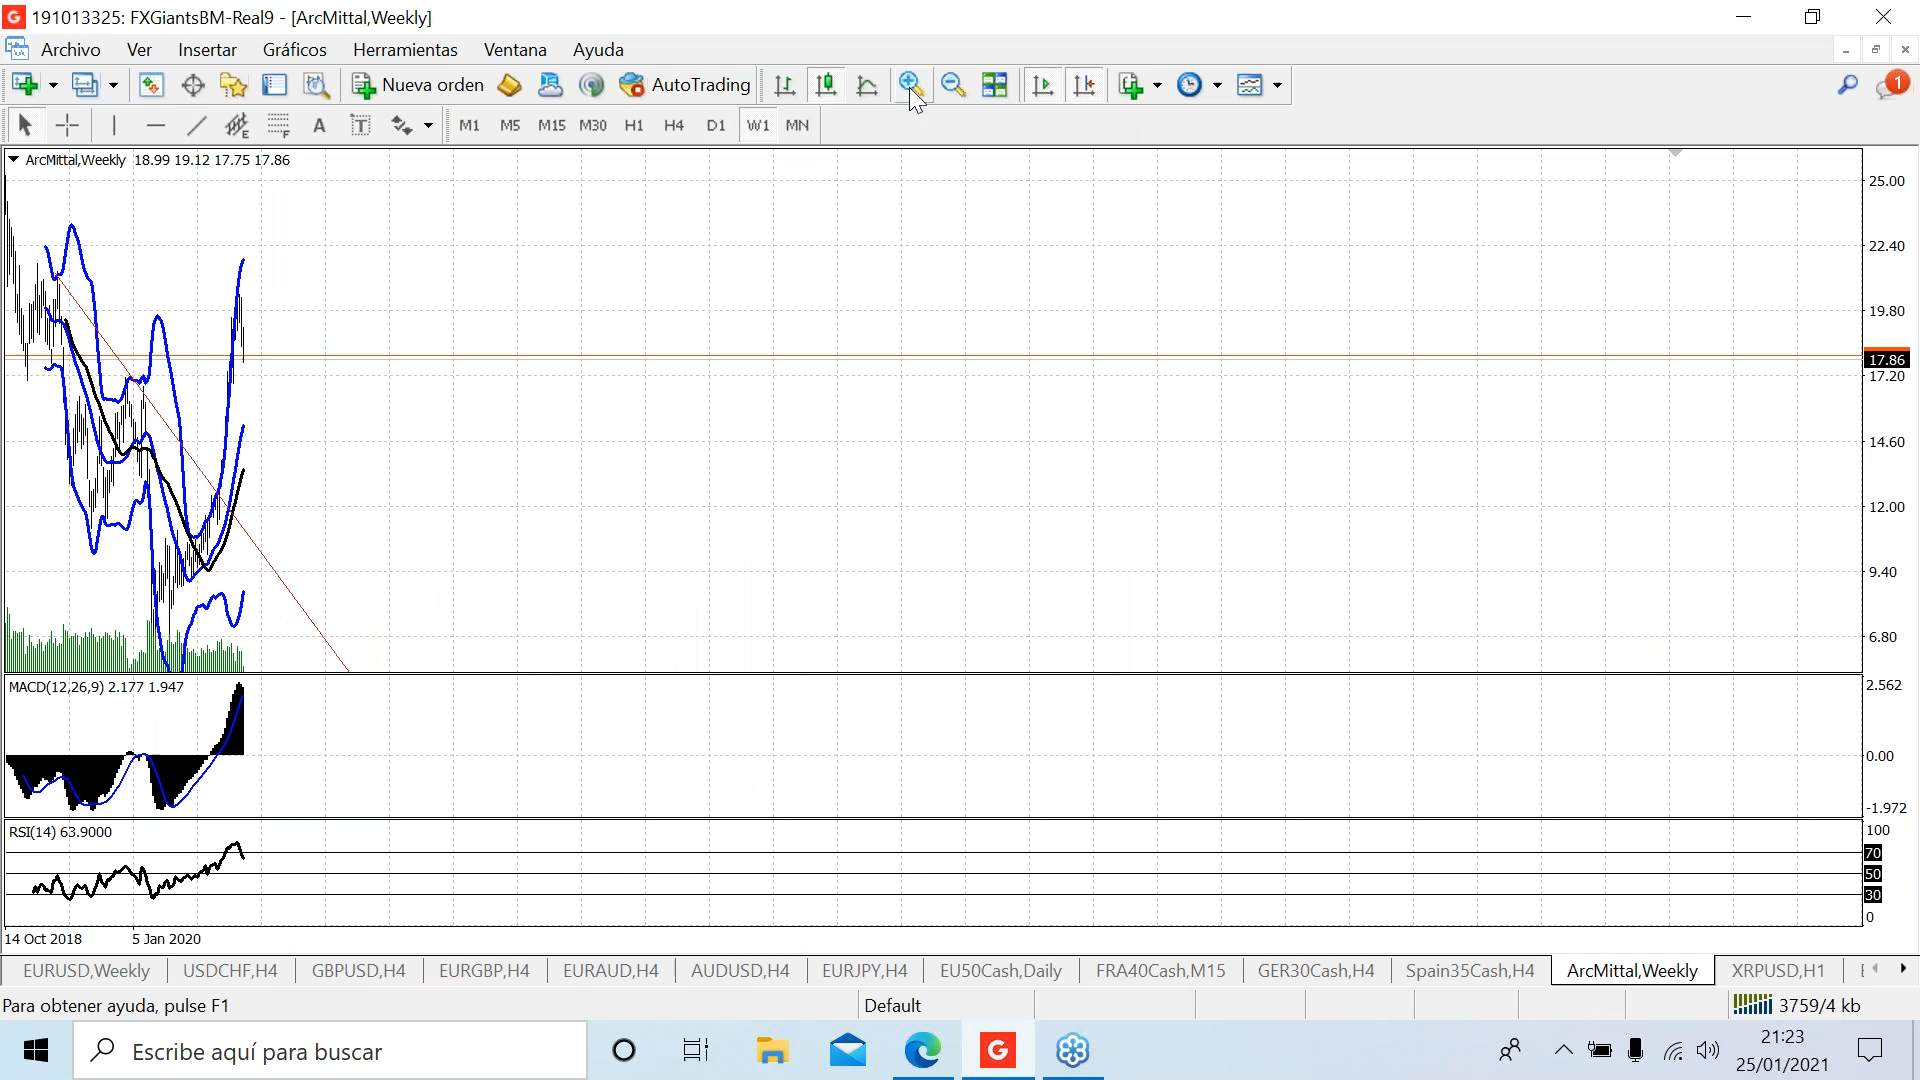 191013325: FXGiantsBM-Real9 - [ArcMittal,Weekly]
Archivo Ver Insertar Gráficos Herramientas Ventana Ayuda
Nueva orden AutoTrading 1
A T M1 M5 M15 M30 H1 H4 D1 W1 MN
ArcMittal,Weekly 18.99 19.12 17.75 17.86
25.00
22.40
19.80
17.86
17.20
14.60
12.00
9.40
6.80
MACD(12,26,9) 2.177 1.947
2.562
0.00
-1.972
RSI(14) 63.9000
100
70
50
30
0
14 Oct 2018 5 Jan 2020
EURUSD,Weekly USDCHF,H4 GBPUSD,H4 EURGBP,H4 EURAUD,H4 AUDUSD,H4 EURJPY,H4 EU50Cash,Daily FRA40Cash,M15 GER30Cash,H4 Spain35Cash,H4 ArcMittal,Weekly XRPUSD,H1
Para obtener ayuda, pulse F1 Default 3759/4 kb
Escribe aquí para buscar
21:23
25/01/2021